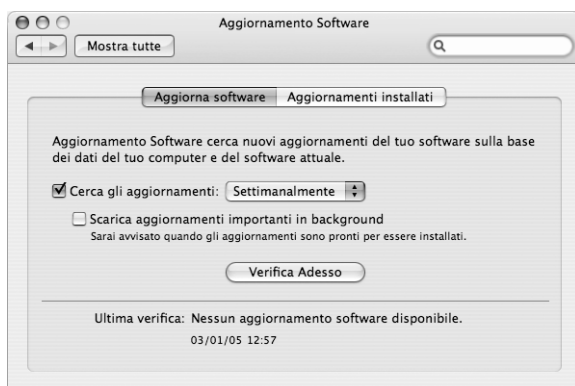 Aggiornamento Software
Mostra tutte
Aggiorna software Aggiornamenti installati
Aggiornamento Software cerca nuovi aggiornamenti del tuo software sulla base
dei dati del tuo computer e del software attuale.
Cerca gli aggiornamenti: Settimanalmente
Scarica aggiornamenti importanti in background
Sarai avvisato quando gli aggiornamenti sono pronti per essere installati.
Verifica Adesso
Ultima verifica: Nessun aggiornamento software disponibile.
03/01/05 12:57